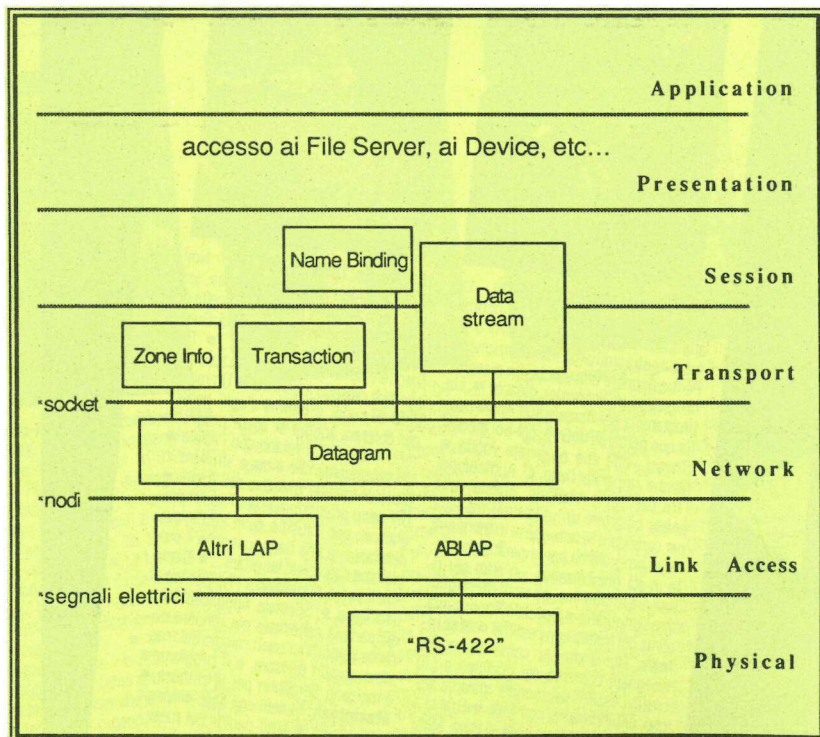 Application
accesso ai File Server, ai Device, etc...
Presentation
Name Binding
Data
stream
Session
Zone Info
Transaction
Transport
*socket
Datagram
Network
*nodi
Altri LAP
ABLAP
Link Access
*segnali elettrici
"RS-422"
Physical